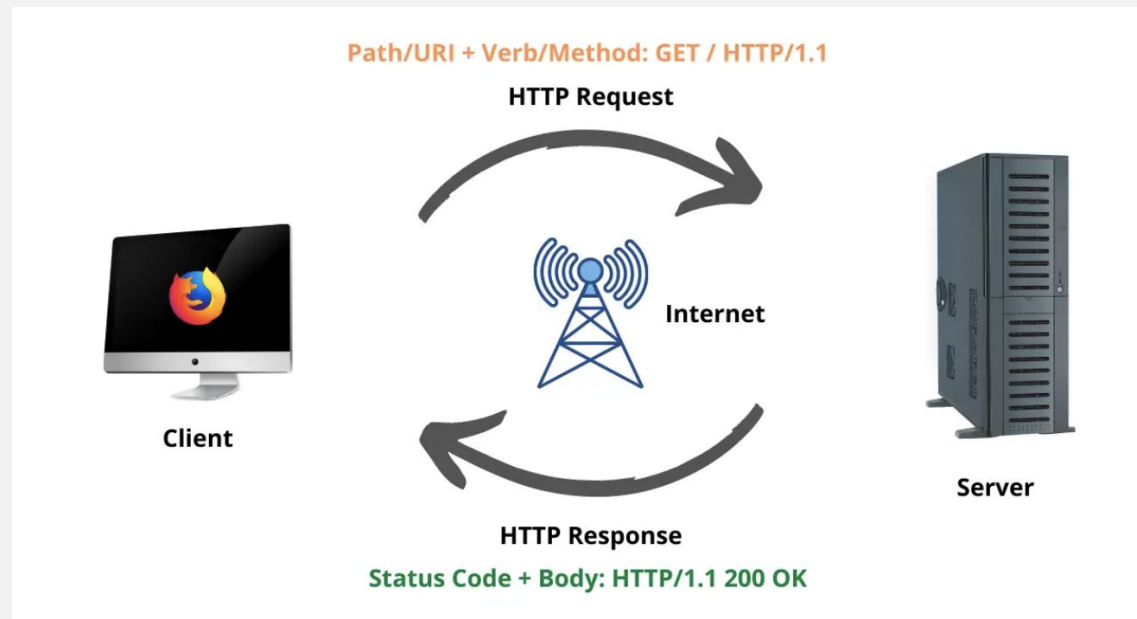 Path/URI + Verb/Method: GET / HTTP/1.1
HTTP Request
Internet
Client
Server
HTTP Response
Status Code + Body: HTTP/1.1 200 OK